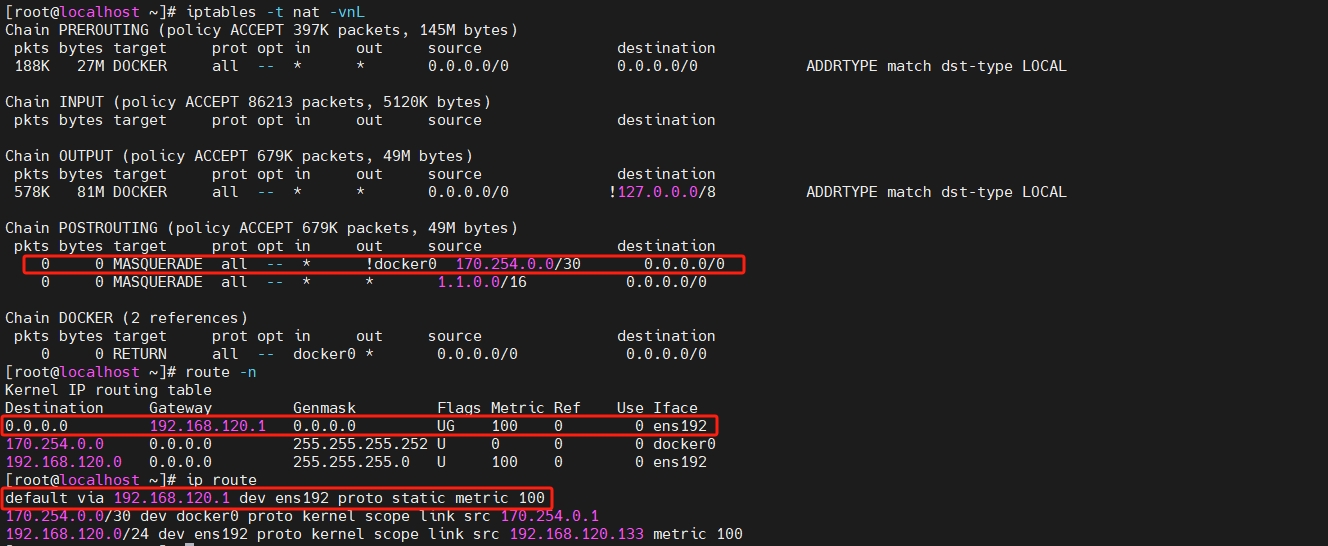 [root@localhost ~]# iptables -t nat -vnL
Chain PREROUTING (policy ACCEPT 397K packets, 145M bytes)
 pkts bytes target     prot opt in     out     source               destination
 188K   27M DOCKER     all  --  *      *       0.0.0.0/0            0.0.0.0/0            ADDRTYPE match dst-type LOCAL

Chain INPUT (policy ACCEPT 86213 packets, 5120K bytes)
 pkts bytes target     prot opt in     out     source               destination

Chain OUTPUT (policy ACCEPT 679K packets, 49M bytes)
 pkts bytes target     prot opt in     out     source               destination
 578K   81M DOCKER     all  --  *      *       0.0.0.0/0           !127.0.0.0/8          ADDRTYPE match dst-type LOCAL

Chain POSTROUTING (policy ACCEPT 679K packets, 49M bytes)
 pkts bytes target     prot opt in     out     source               destination
    0     0 MASQUERADE  all  --  *      !docker0  170.254.0.0/30       0.0.0.0/0
    0     0 MASQUERADE  all  --  *      *       1.1.0.0/16           0.0.0.0/0

Chain DOCKER (2 references)
 pkts bytes target     prot opt in     out     source               destination
    0     0 RETURN     all  --  docker0 *       0.0.0.0/0            0.0.0.0/0
[root@localhost ~]# route -n
Kernel IP routing table
Destination     Gateway         Genmask         Flags Metric Ref    Use Iface
0.0.0.0         192.168.120.1   0.0.0.0         UG    100    0        0 ens192
170.254.0.0     0.0.0.0         255.255.255.252 U     0      0        0 docker0
192.168.120.0   0.0.0.0         255.255.255.0   U     100    0        0 ens192
[root@localhost ~]# ip route
default via 192.168.120.1 dev ens192 proto static metric 100
170.254.0.0/30 dev docker0 proto kernel scope link src 170.254.0.1
192.168.120.0/24 dev ens192 proto kernel scope link src 192.168.120.133 metric 100